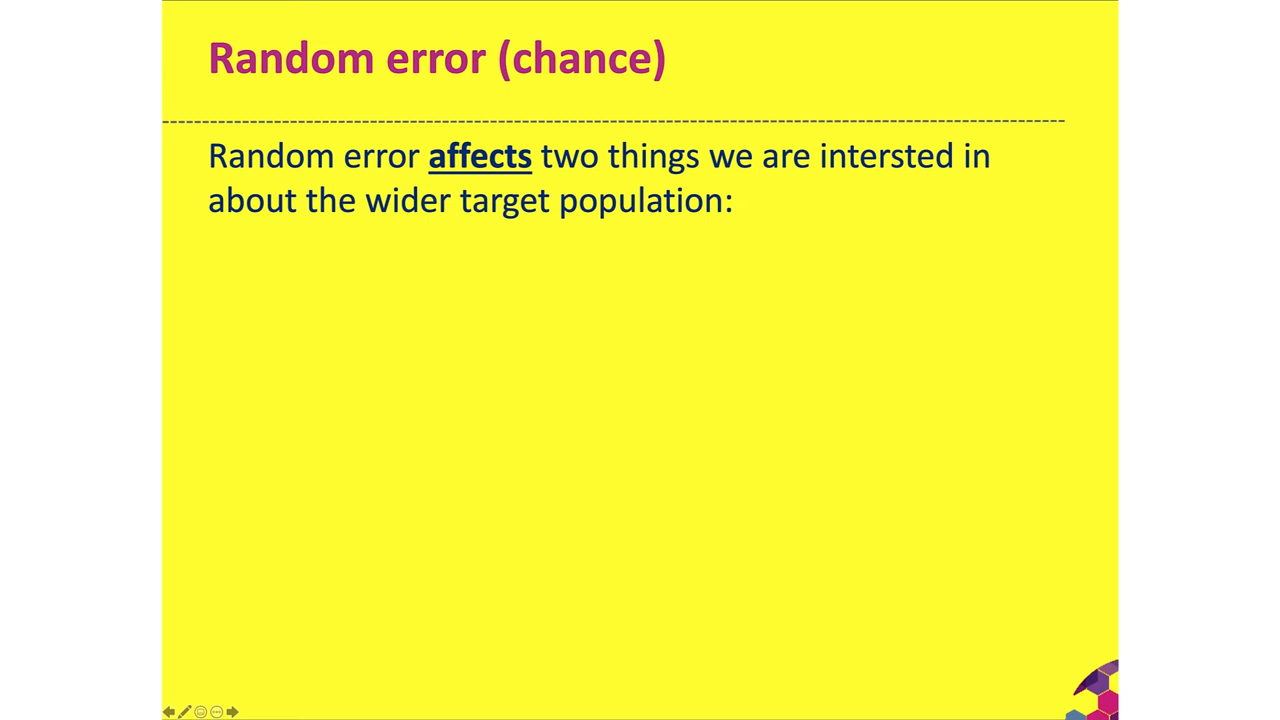 Random error (chance)
Random error affects two things we are intersted in
about the wider target population: